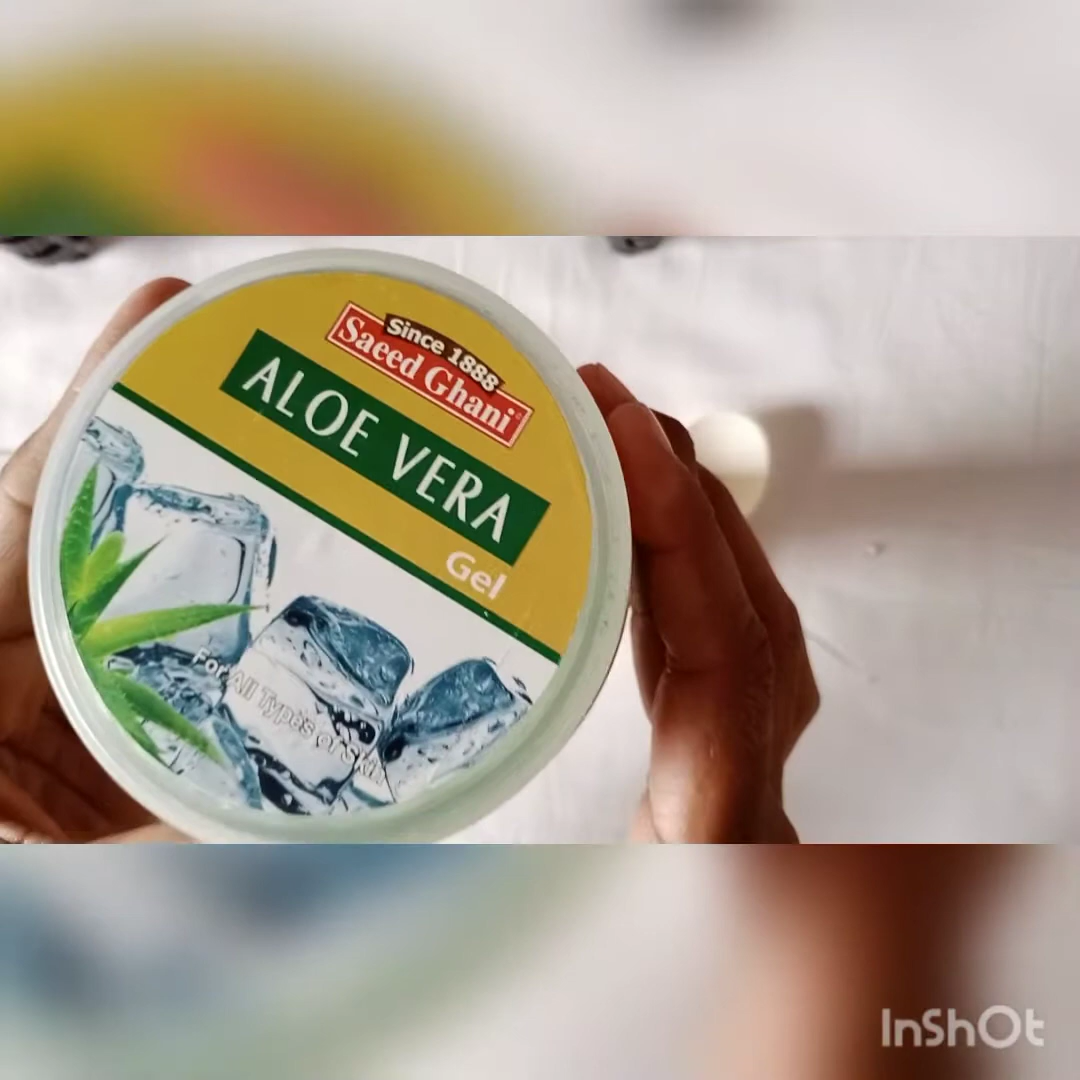 Since 1888
Saeed Ghani
ALOE VERA
Gel
For All Types of Skin
InShOt